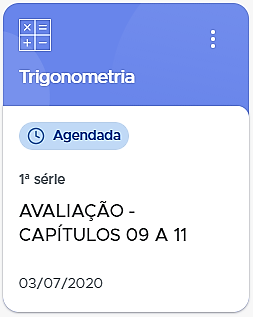 Trigonometria
Agendada
1ª série
AVALIAÇÃO -
CAPÍTULOS 09 A 11
03/07/2020